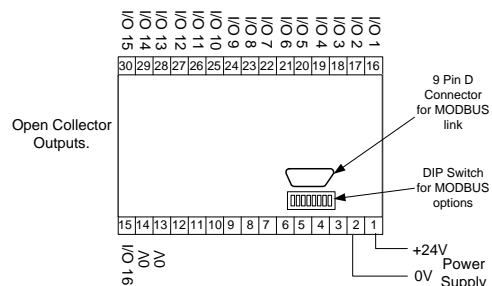 I/O 15 I/O 14 I/O 13 I/O 12 I/O 11 I/O 10 I/O 9 I/O 8 I/O 7 I/O 6 I/O 5 I/O 4 I/O 3 I/O 2 I/O 1
30 29 28 27 26 25 24 23 22 21 20 19 18 17 16
9 Pin D
Connector
for MODBUS
link
Open Collector
Outputs.
DIP Switch
for MODBUS
options
15 14 13 12 11 10 9 8 7 6 5 4 3 2 1
I/O 16 0V 0V
+24V
Power
0V
Supply